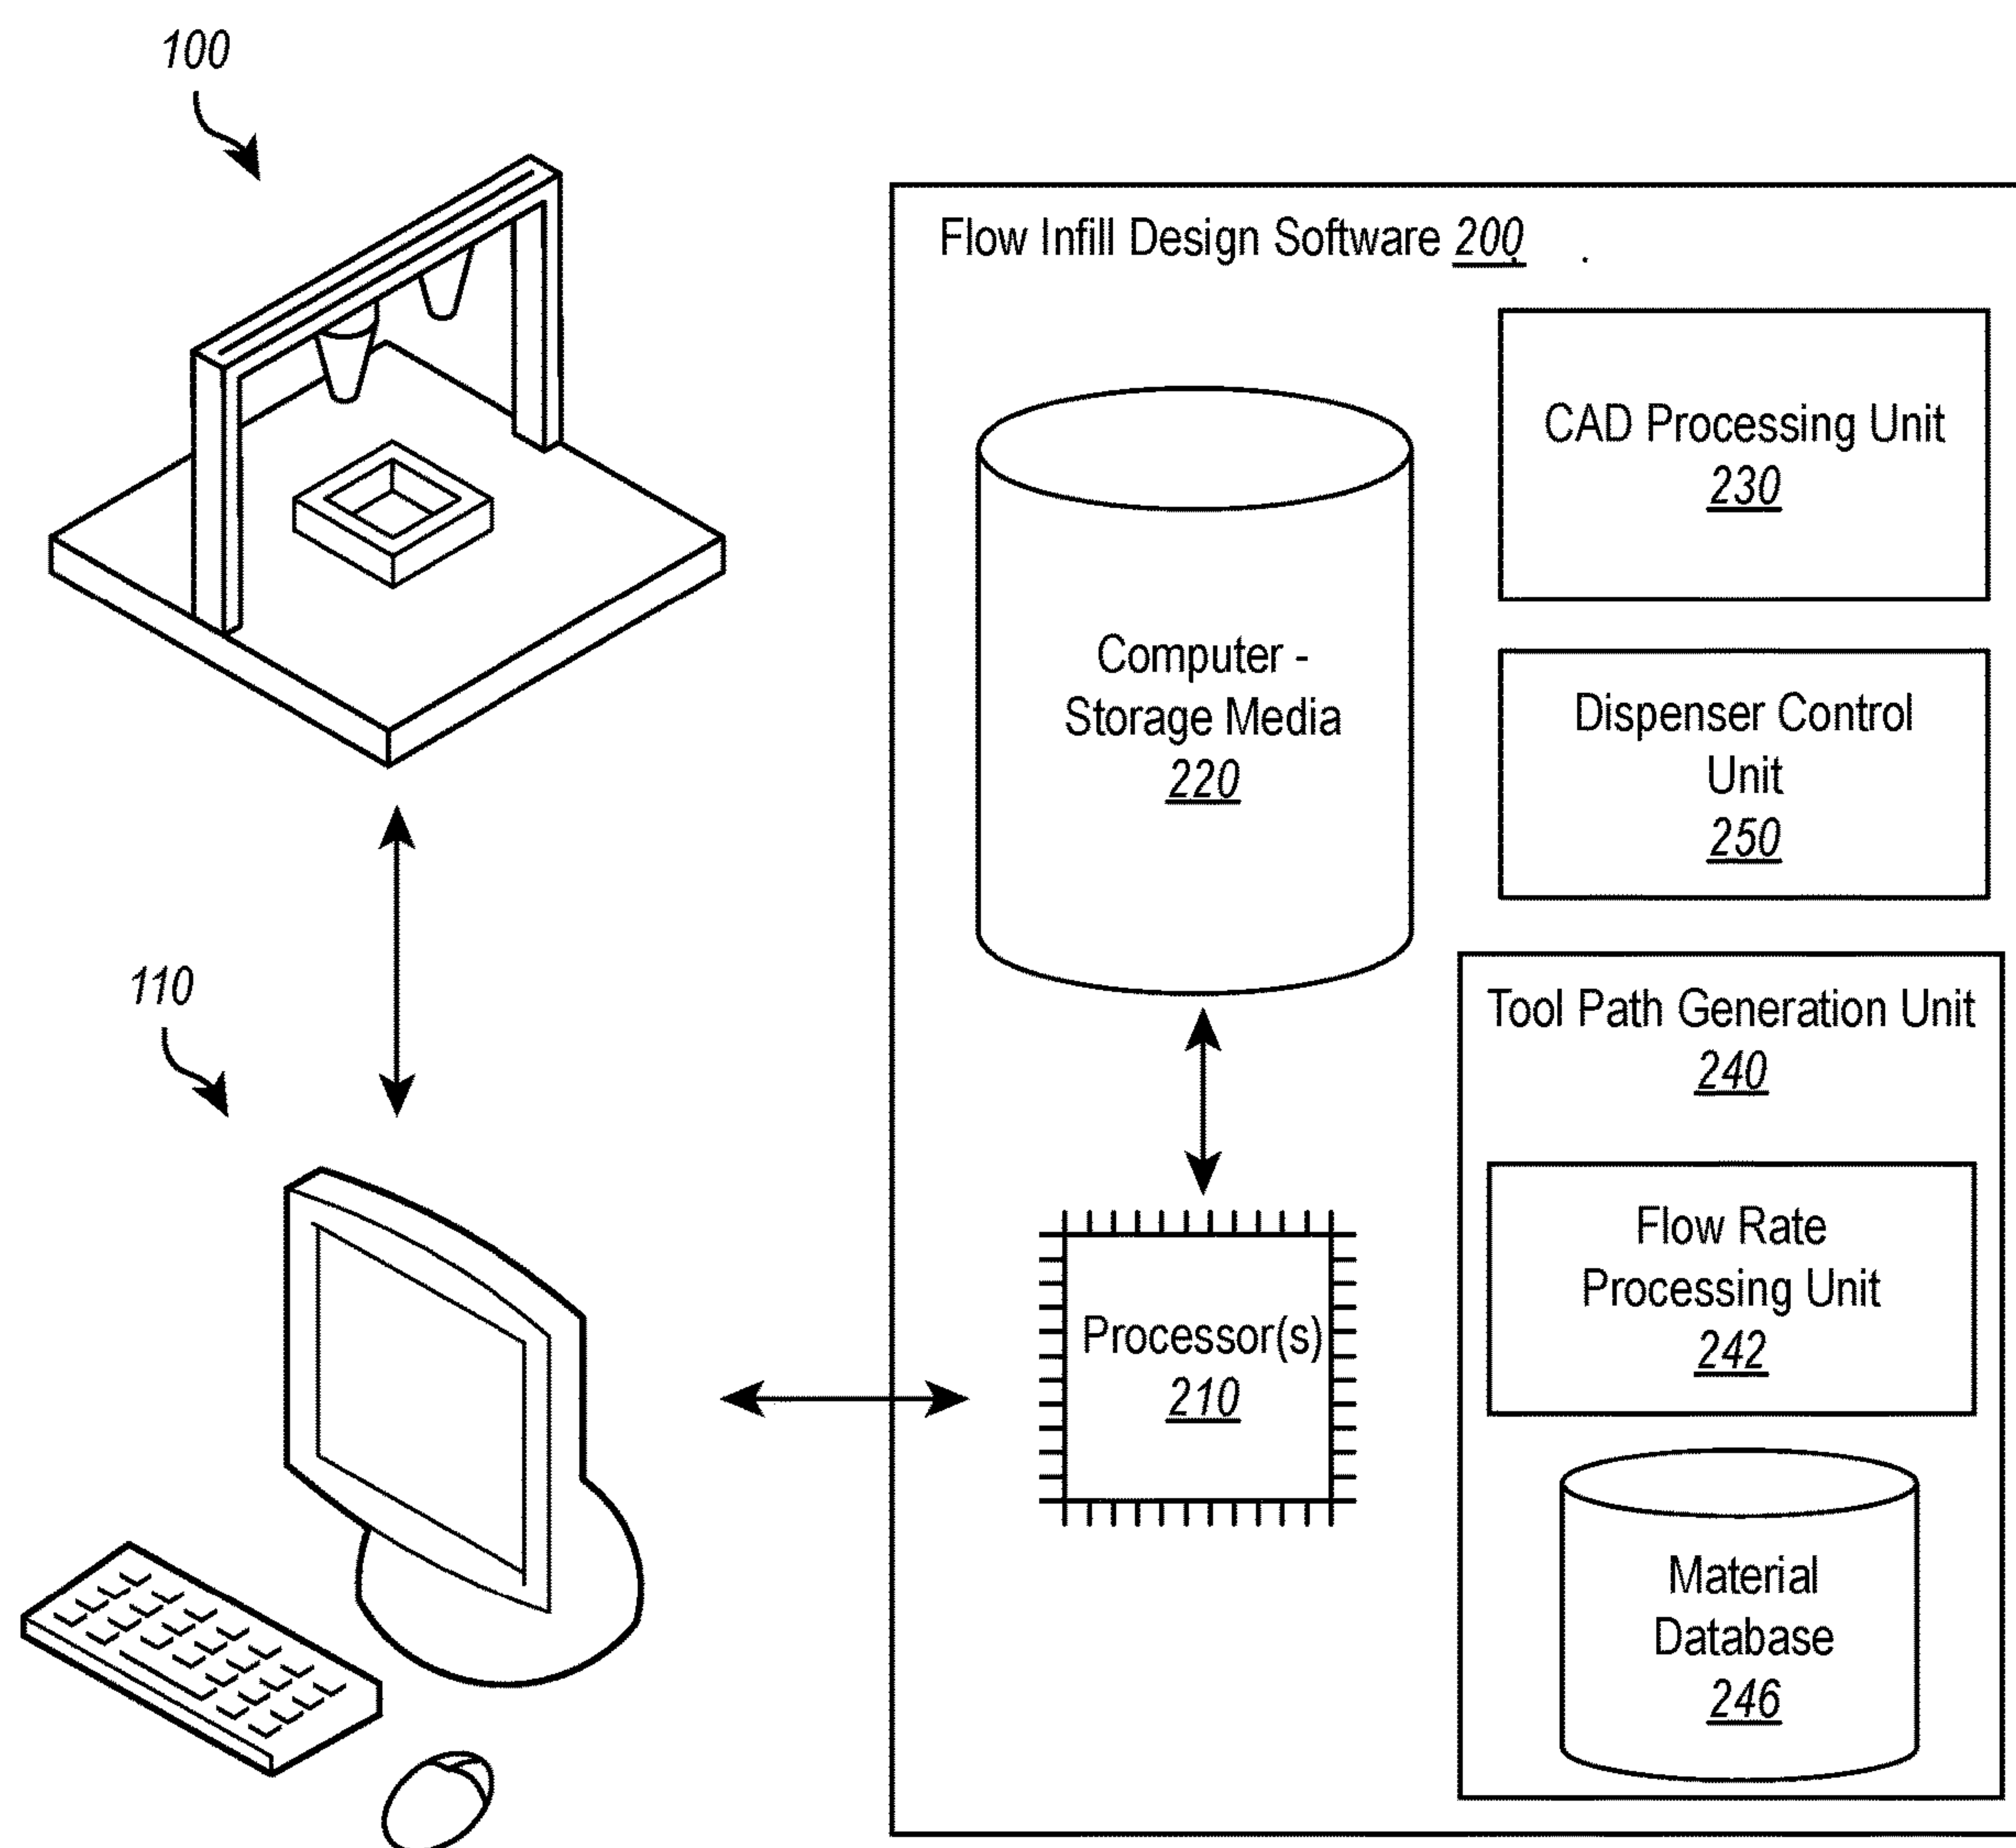 100
Flow Infill Design Software 200
CAD Processing Unit
230
Computer -
Storage Media
220
Dispenser Control
Unit
250
110
Tool Path Generation Unit
240
Flow Rate
Processing Unit
242
Processor(s)
210
Material
Database
246